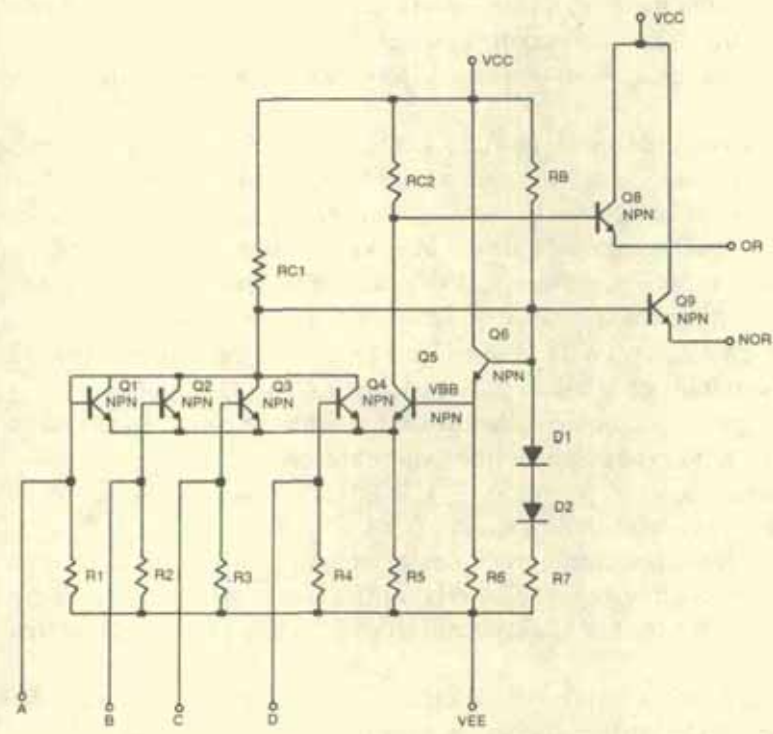 VCC
VCC
RC2
RB
Q8
NPN
OR
RC1
Q9
NPN
NOR
Q6
NPN
Q5
VBB
NPN
Q1
NPN
Q2
NPN
Q3
NPN
Q4
NPN
D1
D2
R1
R2
R3
R4
R5
R6
R7
A
B
C
D
VEE